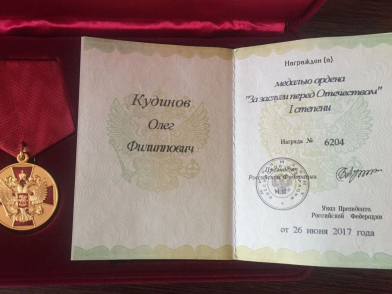 Кудинов
Олег
Филиппович
Награжден (а)
медалью ордена
"За заслуги перед Отечеством"
I степени
Награда № 6204
Президент
Российской Федерации
Указ Президента
Российской Федерации
от 26 июня 2017 года